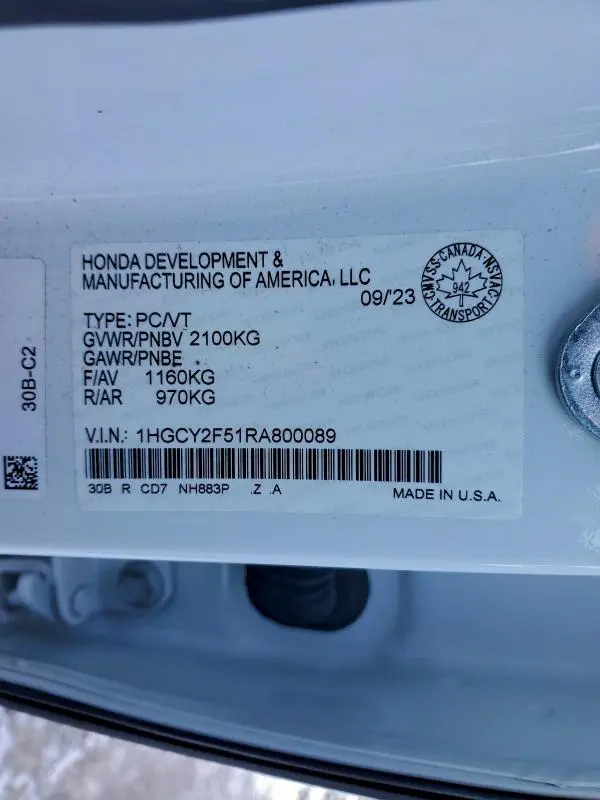 HONDA DEVELOPMENT &
MANUFACTURING OF AMERICA, LLC
09/'23
CMVSS-CANADA-NSVAC
942
TRANSPORT
TYPE: PC/VT
GVWR/PNBV 2100KG
GAWR/PNBE
F/AV 1160KG
R/AR 970KG
V.I.N.: 1HGCY2F51RA800089
30B R CD7 NH883P .Z .A
MADE IN U.S.A.
30B-C2